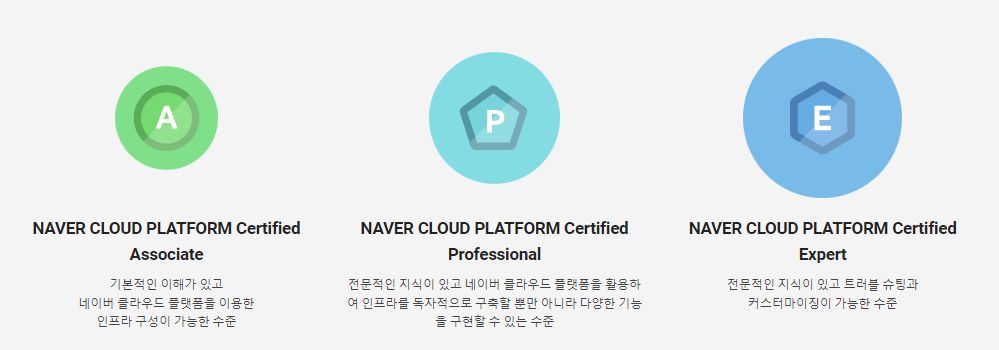 A
P
E
NAVER CLOUD PLATFORM Certified
Associate
NAVER CLOUD PLATFORM Certified
Professional
NAVER CLOUD PLATFORM Certified
Expert
기본적인 이해가 있고
네이버 클라우드 플랫폼을 이용한
인프라 구성이 가능한 수준
전문적인 지식이 있고 네이버 클라우드 플랫폼을 활용하
여 인프라를 독자적으로 구축할 뿐만 아니라 다양한 기능
을 구현할 수 있는 수준
전문적인 지식이 있고 트러블 슈팅과
커스터마이징이 가능한 수준